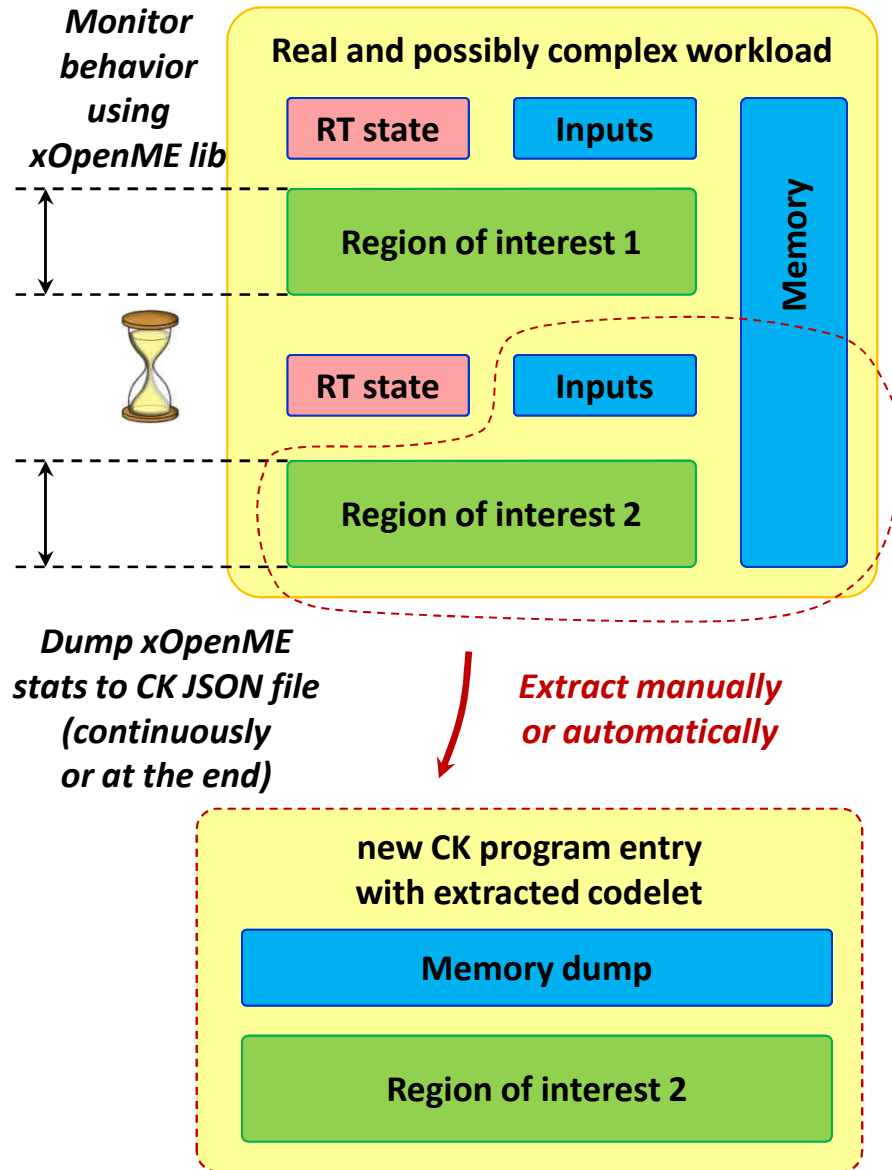 Monitor
behavior
using
xOpenME lib
Real and possibly complex workload
RT state
Inputs
Memory
Region of interest 1
RT state
Inputs
Region of interest 2
Dump xOpenME
stats to CK JSON file
(continuously
or at the end)
Extract manually
or automatically
new CK program entry
with extracted codelet
Memory dump
Region of interest 2